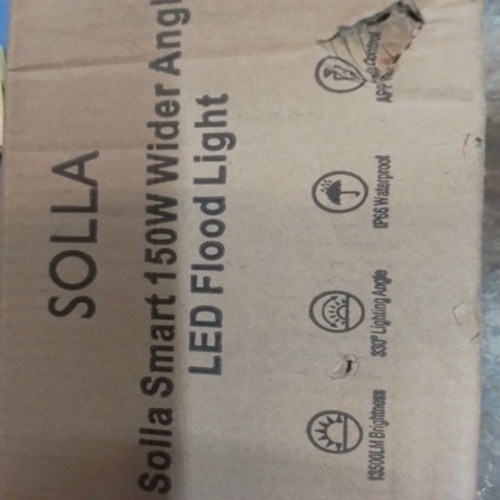 SOLLA
Solla Smart 150W Wider Angl
LED Flood Light
13500LM Brightness
330° Lighting Angle
IP66 Waterproof
APP Control